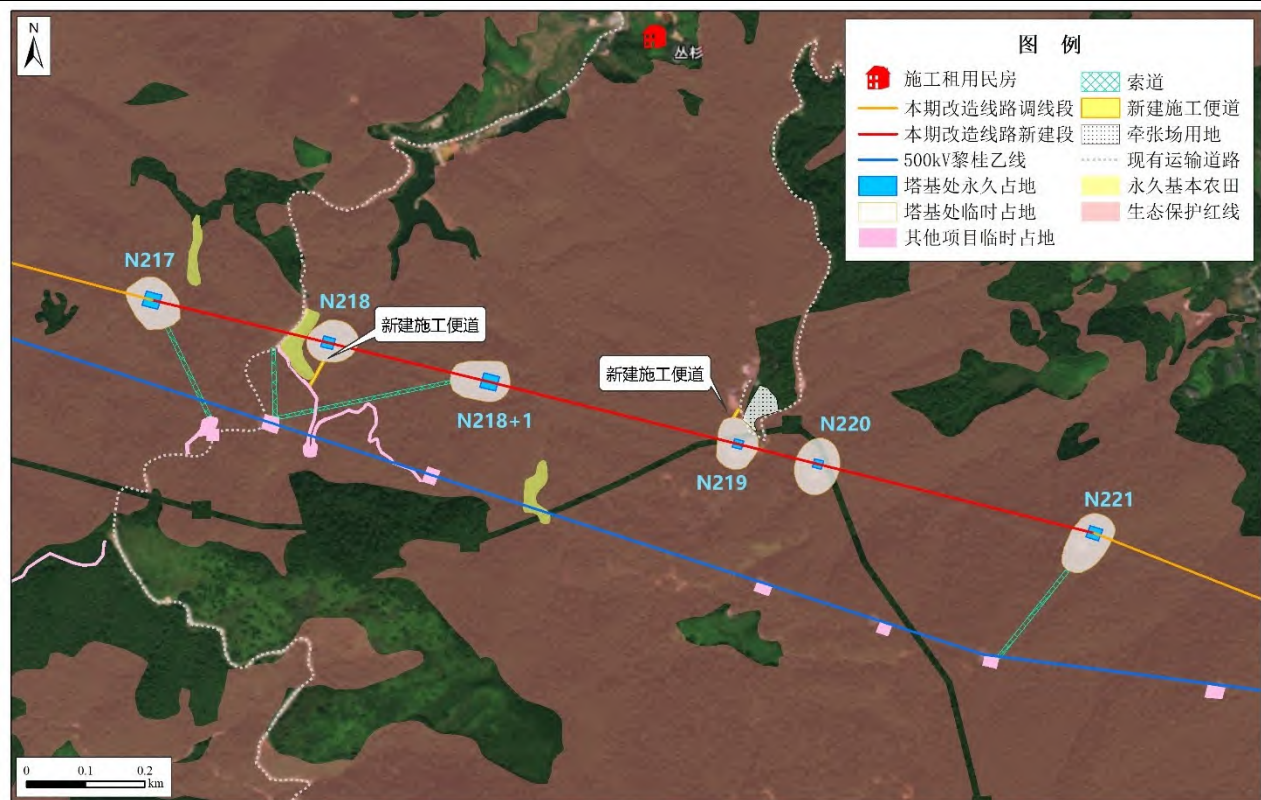 N
丛杉
图 例
施工租用民房
索道
本期改造线路调线段
新建施工便道
本期改造线路新建段
牵张场用地
500kV黎桂乙线
现有运输道路
塔基处永久占地
永久基本农田
塔基处临时占地
生态保护红线
其他项目临时占地
N217
N218
新建施工便道
N218+1
新建施工便道
N219
N220
N221
0 0.1 0.2
km